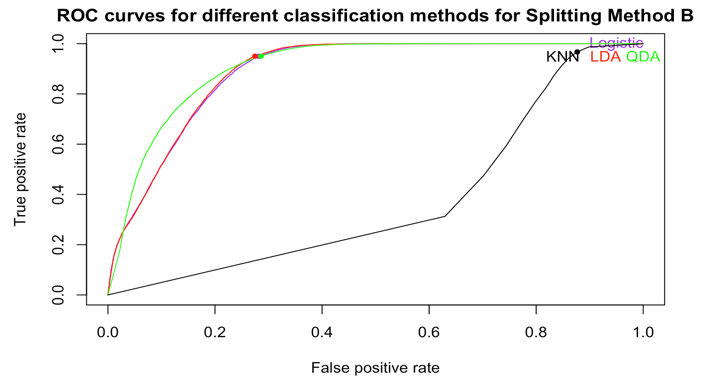 ROC curves for different classification methods for Splitting Method B
True positive rate
1.0
0.8
0.6
0.4
0.2
0.0
Logistic
KNN LDA QDA
0.0 0.2 0.4 0.6 0.8 1.0
False positive rate